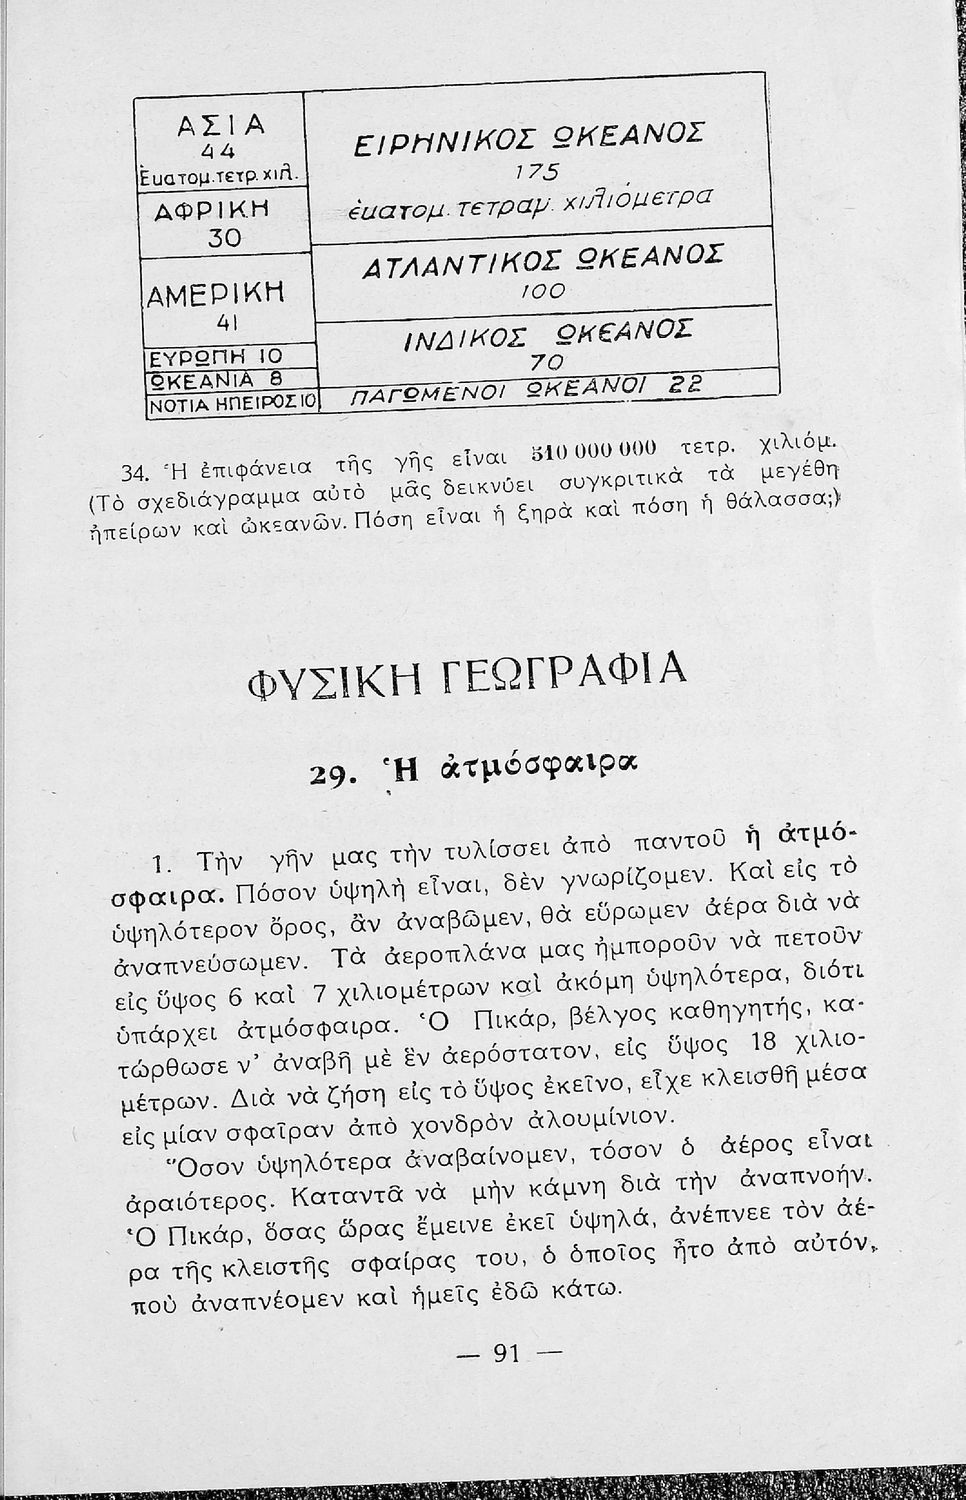 ΑΣΙΑ
44
ἑκατομ.τετρ.χιλ.
ΑΦΡΙΚΗ
30
ΑΜΕΡΙΚΗ
41
ΕΥΡΩΠΗ 10
ΩΚΕΑΝΙΑ 8
ΝΟΤΙΑ ΗΠΕΙΡΟΣ 10
ΕΙΡΗΝΙΚΟΣ ΩΚΕΑΝΟΣ
175
ἑκατομ. τετραγ. χιλιόμετρα
ΑΤΛΑΝΤΙΚΟΣ ΩΚΕΑΝΟΣ
100
ΙΝΔΙΚΟΣ ΩΚΕΑΝΟΣ
70
ΠΑΓΩΜΕΝΟΙ ΩΚΕΑΝΟΙ 22
34. Ἡ ἐπιφάνεια τῆς γῆς εἶναι 510 000 000 τετρ. χιλιόμ.
(Τὸ σχεδιάγραμμα αὐτὸ μᾶς δεικνύει συγκριτικὰ τὰ μεγέθη
ἠπείρων καὶ ὠκεανῶν. Πόση εἶναι ἡ ξηρὰ καὶ πόση ἡ θάλασσα;)
ΦΥΣΙΚΗ ΓΕΩΓΡΑΦΙΑ
29. Ἡ ἀτμόσφαιρα
1. Τὴν γῆν μας τὴν τυλίσσει ἀπὸ παντοῦ ἡ ἀτμό-
σφαιρα. Πόσον ὑψηλὴ εἶναι, δὲν γνωρίζομεν. Καὶ εἰς τὸ
ὑψηλότερον ὄρος, ἂν ἀναβῶμεν, θὰ εὕρωμεν ἀέρα διὰ νὰ
ἀναπνεύσωμεν. Τὰ ἀεροπλάνα μας ἠμποροῦν νὰ πετοῦν
εἰς ὕψος 6 καὶ 7 χιλιομέτρων καὶ ἀκόμη ὑψηλότερα, διότι
ὑπάρχει ἀτμόσφαιρα. Ὁ Πικάρ, βέλγος καθηγητής, κα-
τώρθωσε ν' ἀναβῆ μὲ ἓν ἀερόστατον, εἰς ὕψος 18 χιλιο-
μέτρων. Διὰ νὰ ζήση εἰς τὸ ὕψος ἐκεῖνο, εἶχε κλεισθῆ μέσα
εἰς μίαν σφαῖραν ἀπὸ χονδρὸν ἀλουμίνιον.
Ὅσον ὑψηλότερα ἀναβαίνομεν, τόσον ὁ ἀέρος εἶναι
ἀραιότερος. Καταντᾶ νὰ μὴν κάμνη διὰ τὴν ἀναπνοήν.
Ὁ Πικάρ, ὅσας ὥρας ἔμεινε ἐκεῖ ὑψηλά, ἀνέπνεε τὸν ἀέ-
ρα τῆς κλειστῆς σφαίρας του, ὁ ὁποῖος ἦτο ἀπὸ αὐτόν,
ποὺ ἀναπνέομεν καὶ ἡμεῖς ἐδῶ κάτω.
— 91 —